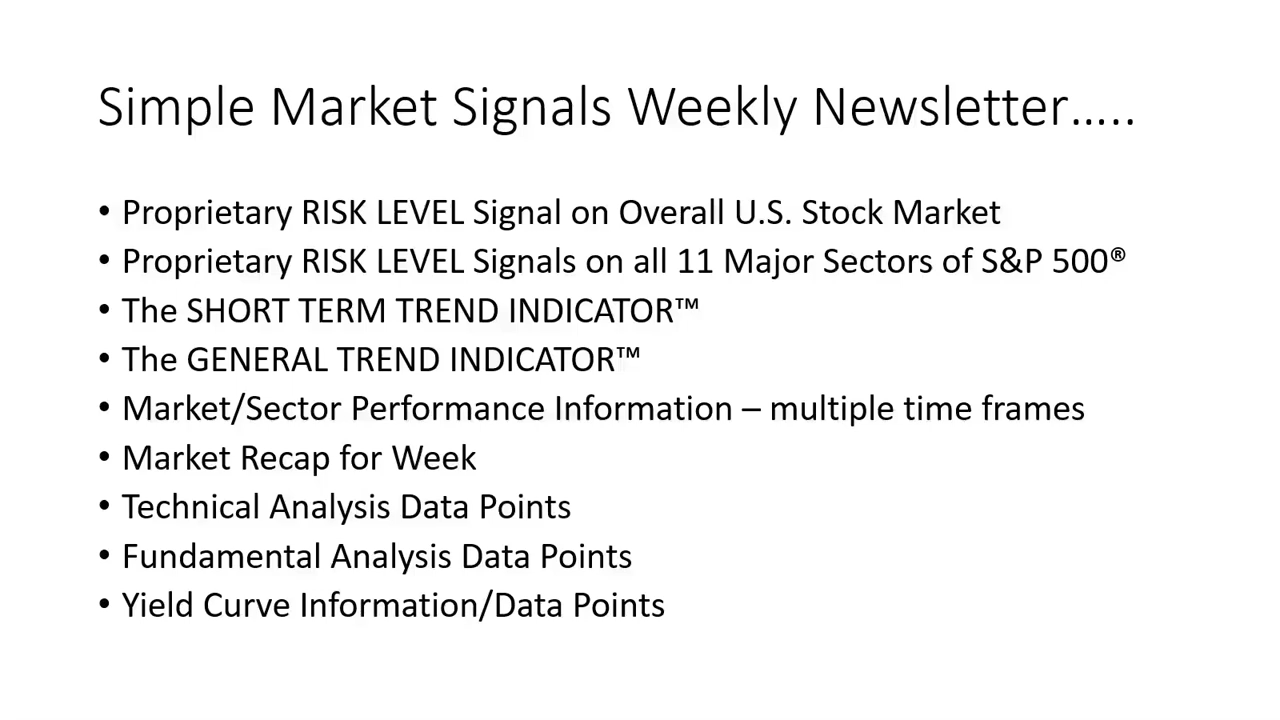 Simple Market Signals Weekly Newsletter…..
• Proprietary RISK LEVEL Signal on Overall U.S. Stock Market
• Proprietary RISK LEVEL Signals on all 11 Major Sectors of S&P 500®
• The SHORT TERM TREND INDICATOR™
• The GENERAL TREND INDICATOR™
• Market/Sector Performance Information – multiple time frames
• Market Recap for Week
• Technical Analysis Data Points
• Fundamental Analysis Data Points
• Yield Curve Information/Data Points